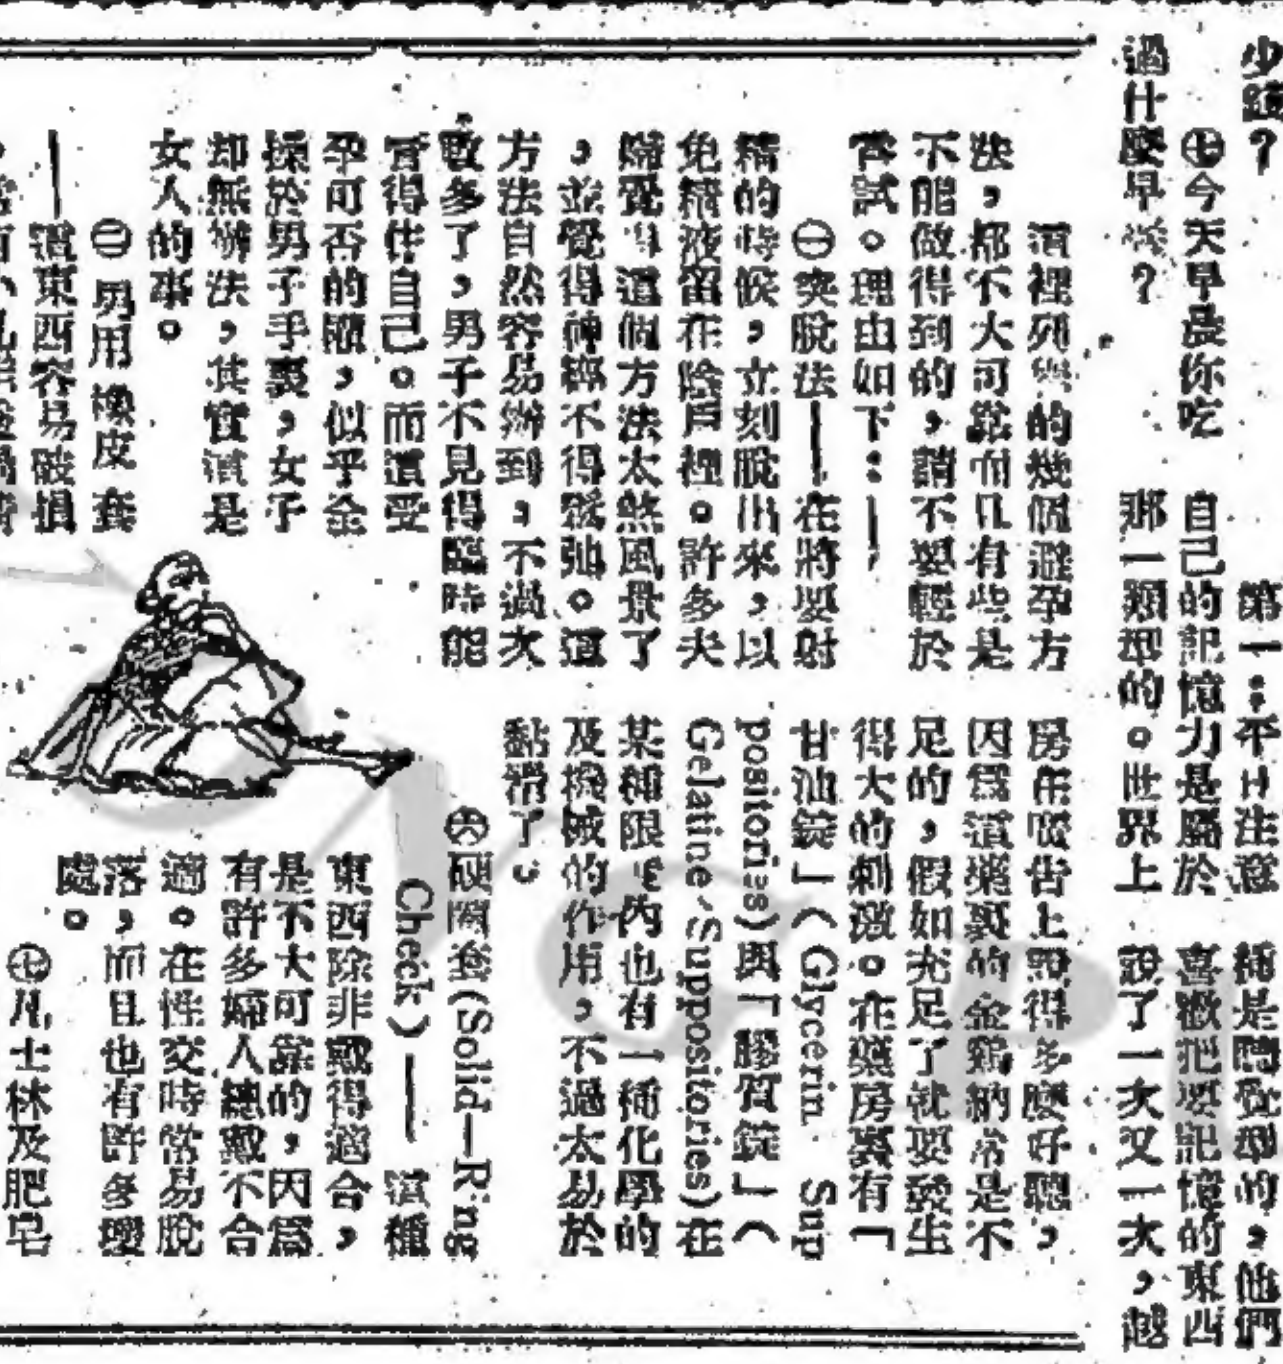 少錢？
㊆今天早晨你吃
過什麼早？
第一：平日注意
自己的記憶力是屬於
那一類型的。世界上
種是聽覺型的，他們
喜歡把要記憶的東西
說了一次又一次，越
這裡列的幾個避孕方
法，都不大可靠而且有些是
不能做得到的，請不要輕於
嘗試。理由如下：—
㊀突脫法——在將要射
精的時候，立刻脫出來，以
免精液留在陰戶裡。許多夫
婦覺得這個方法太煞風景了
，並覺得神經不得鬆弛。這
方法自然容易辦到，不過次
數多了，男子不見得臨時能
管得住自己。而這受
孕可否的權，似乎全
操於男子手裏，女子
却無辦法，其實這是
女人的事。
㊁男用橡皮套
——這東西容易破損
房在廣告上說得多麼好聽，
因爲這藥裏的金鷄納常是不
足的，假如充足了就要發生
得大的刺激。在藥房裏有「
甘油錠」（Glycerin Sup
positories)與「膠質錠」（
Gelatine Suppositories)在
某種限度內也有一種化學的
及機械的作用，不過太易於
黏滑了。
㊅硬圈套(Solid—Ring
Check)——這種
東西除非戴得適合，
是不大可靠的，因爲
有許多婦人總戴不合
適。在性交時常易脫
落，而且也有許多壞
處。
㊆凡士林及肥皂